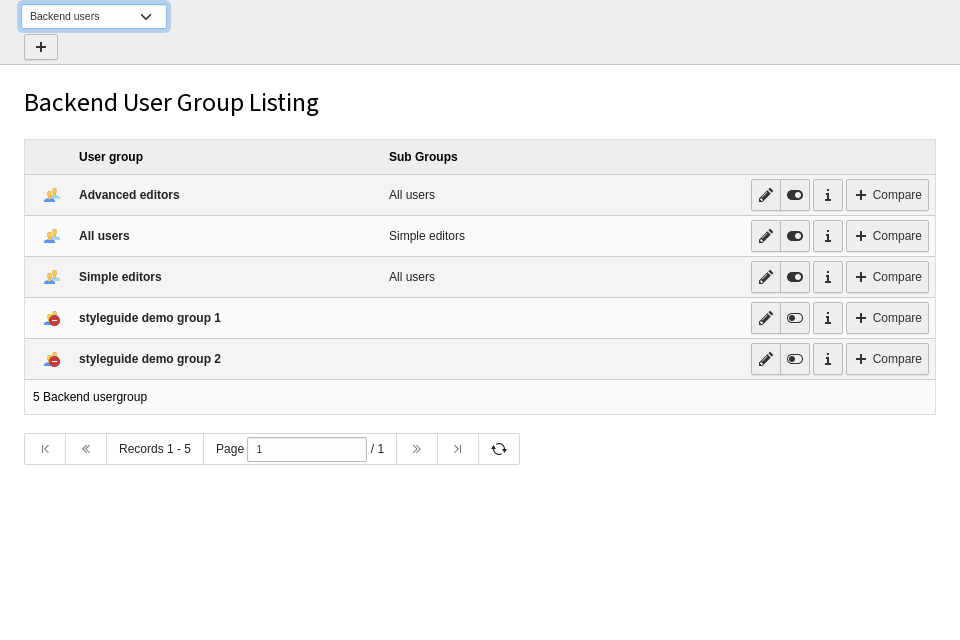 Backend users
Backend User Group Listing
User group Sub Groups
Advanced editors All users Compare
All users Simple editors Compare
Simple editors All users Compare
styleguide demo group 1 Compare
styleguide demo group 2 Compare
5 Backend usergroup
Records 1 - 5 Page 1 / 1